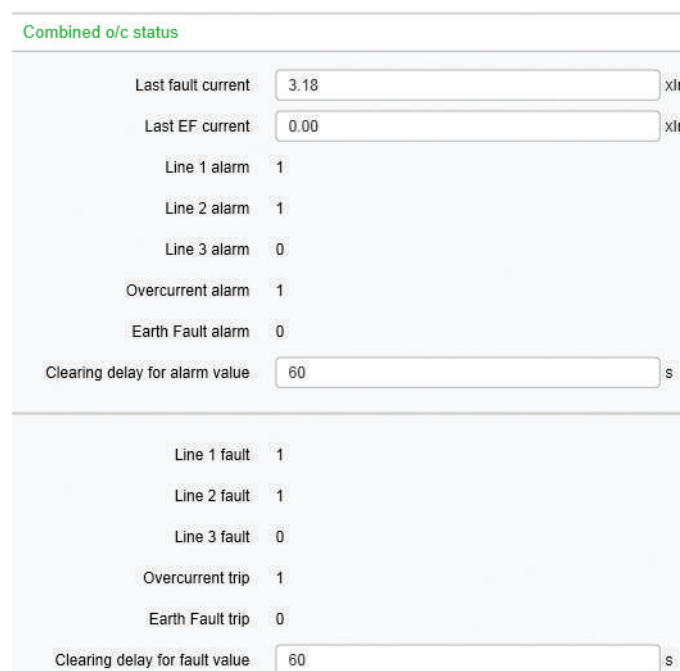 Combined o/c status
Last fault current 3.18 xIn
Last EF current 0.00 xIn
Line 1 alarm 1
Line 2 alarm 1
Line 3 alarm 0
Overcurrent alarm 1
Earth Fault alarm 0
Clearing delay for alarm value 60 s
Line 1 fault 1
Line 2 fault 1
Line 3 fault 0
Overcurrent trip 1
Earth Fault trip 0
Clearing delay for fault value 60 s